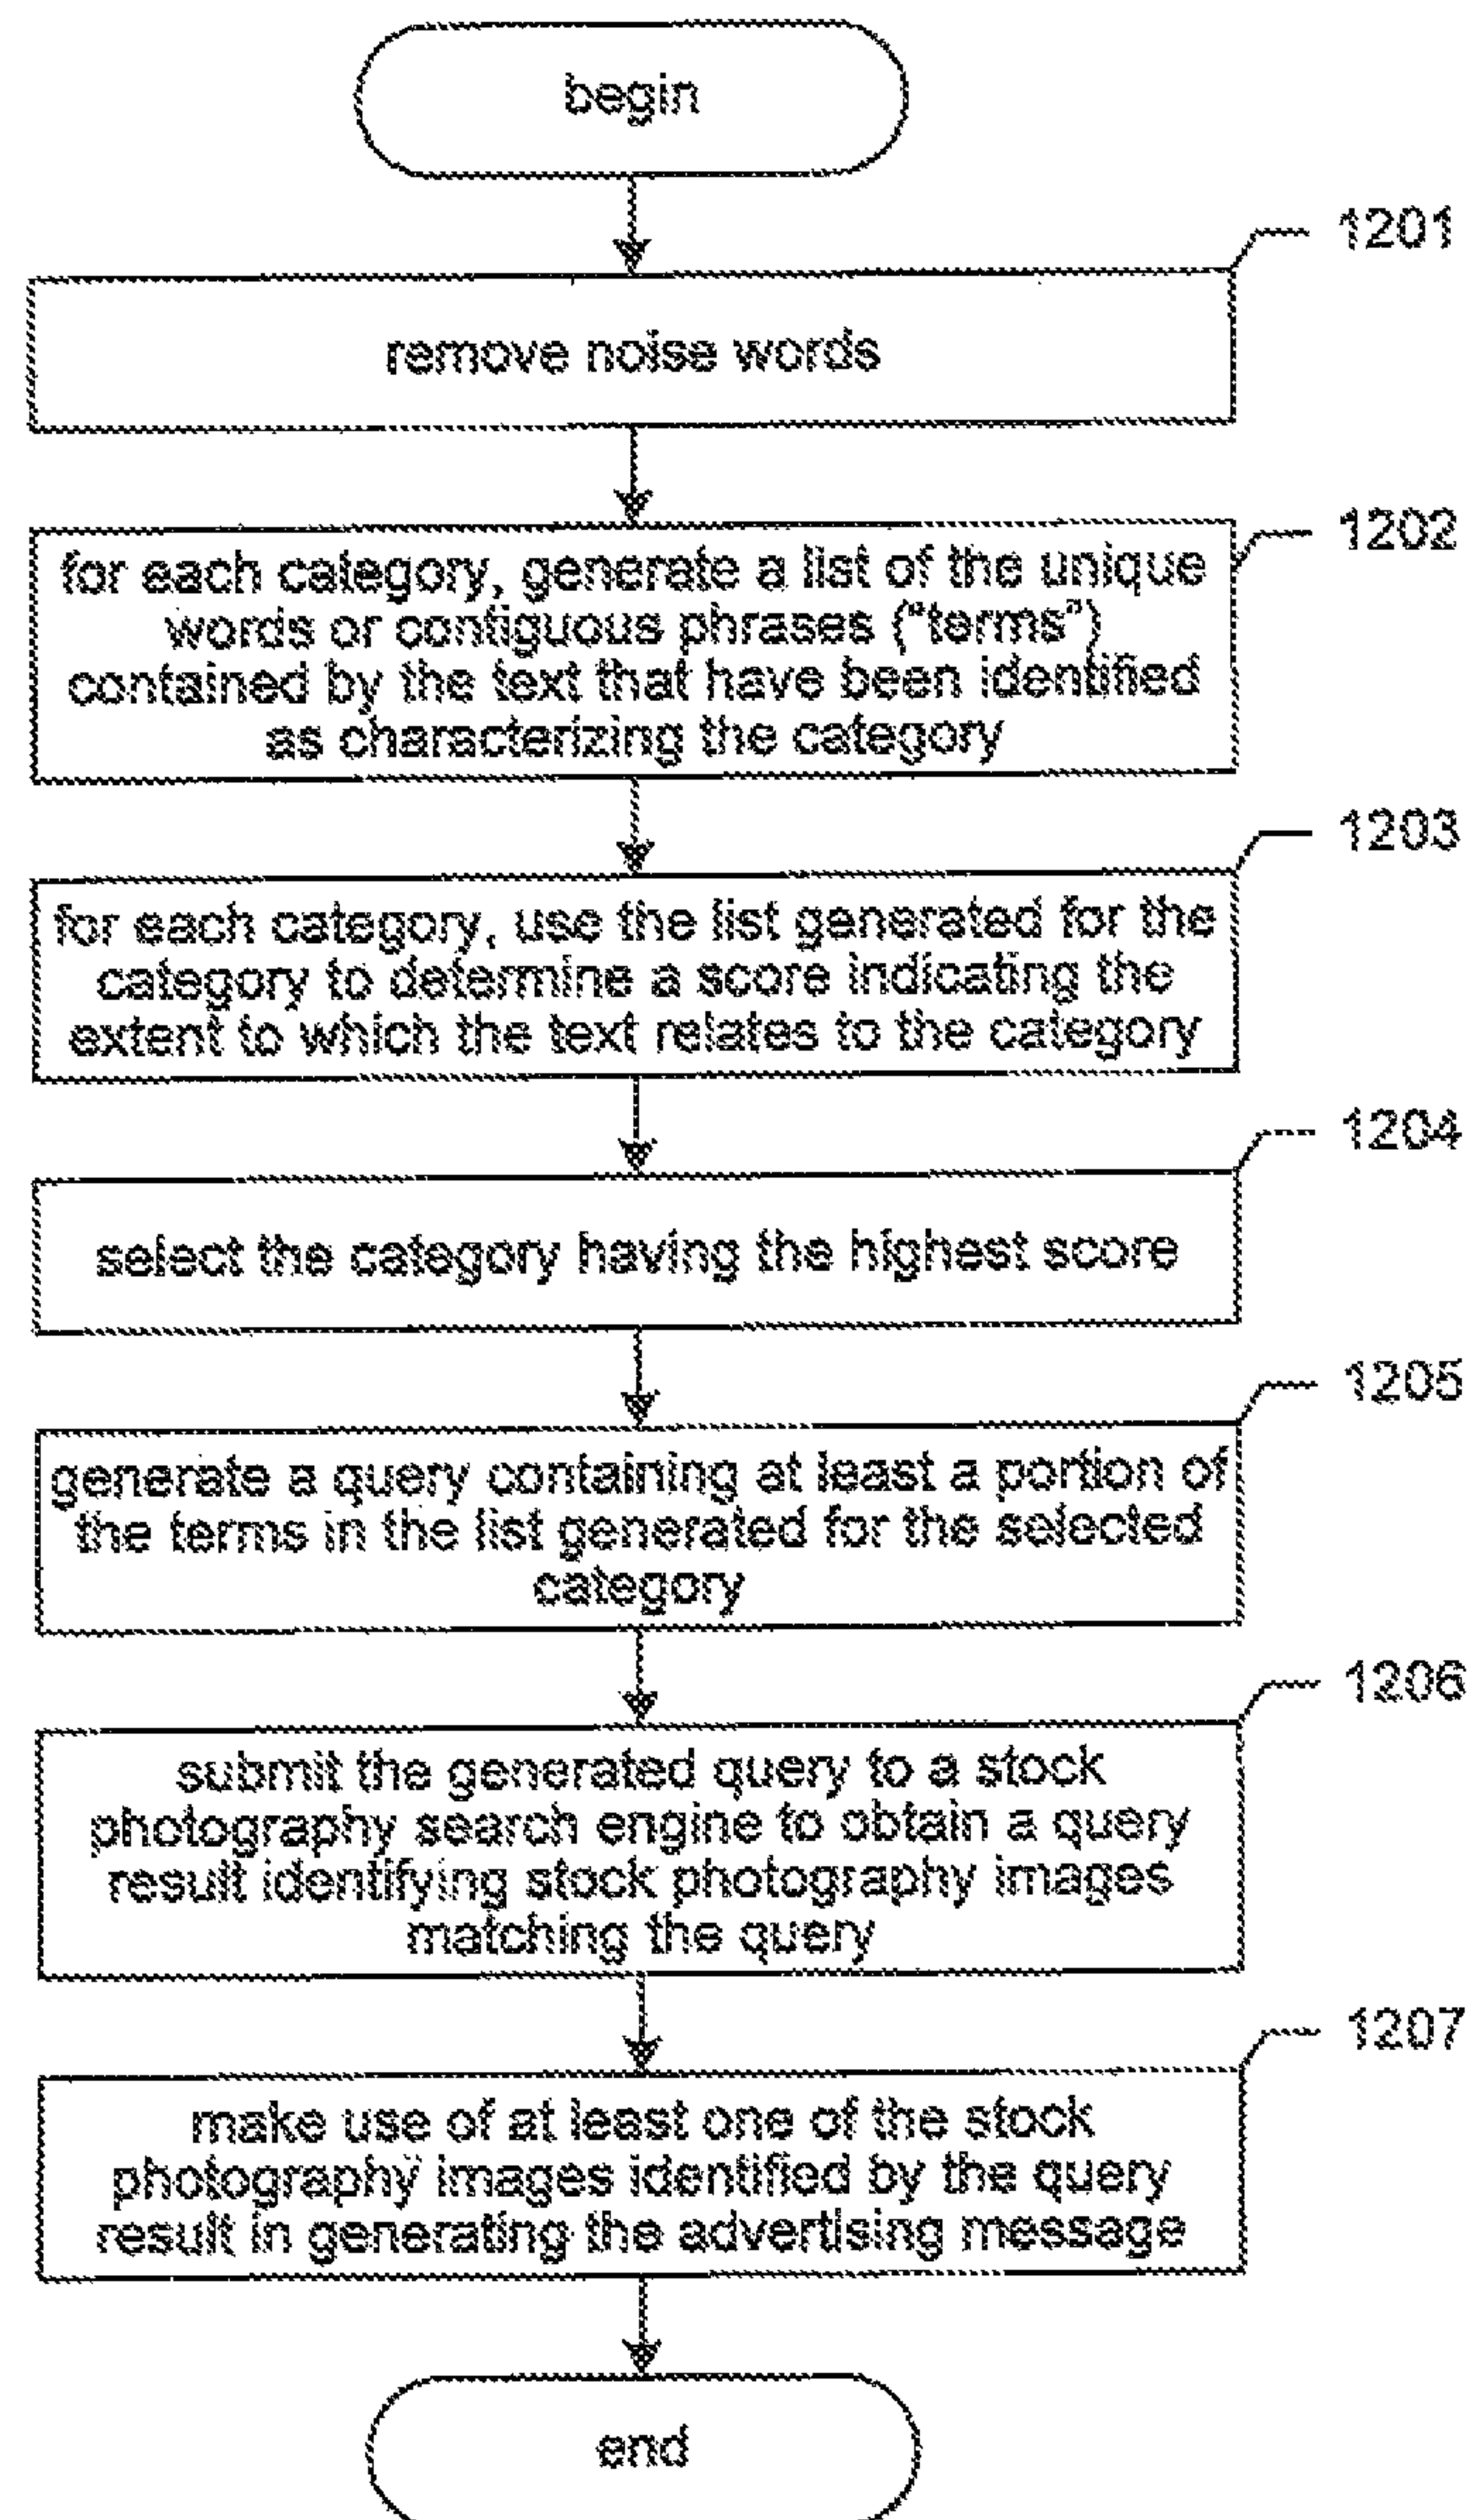 begin
1201
remove noise words
1202
for each category, generate a list of the unique
words or contiguous phrases ("terms")
contained by the text that have been identified
as characterizing the category
1203
for each category, use the list generated for the
category to determine a score indicating the
extent to which the text relates to the category
1204
select the category having the highest score
1205
generate a query containing at least a portion of
the terms in the list generated for the selected
category
1206
submit the generated query to a stock
photography search engine to obtain a query
result identifying stock photography images
matching the query
1207
make use of at least one of the stock
photography images identified by the query
result in generating the advertising message
end